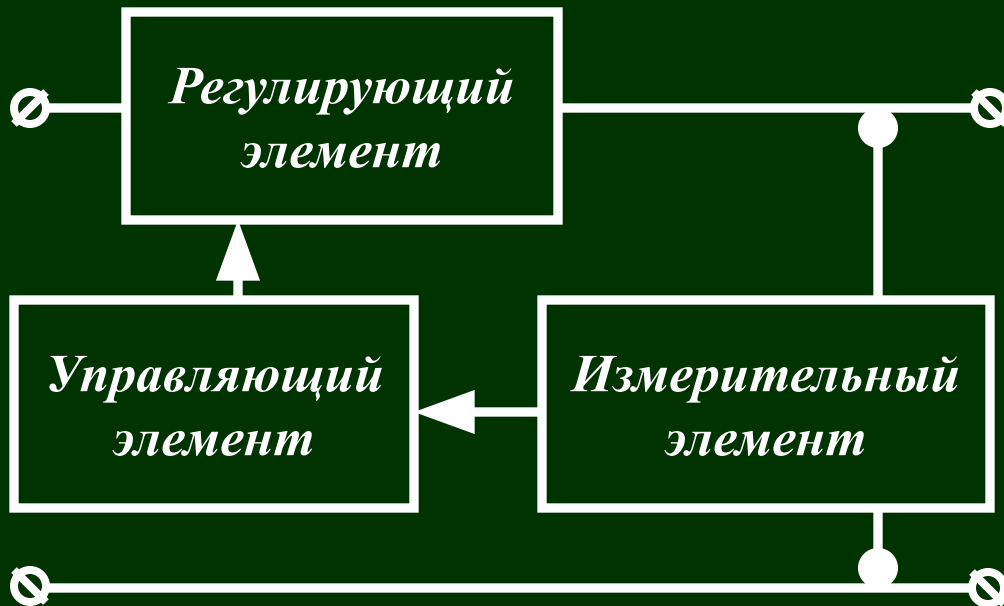 Регулирующий
элемент
Управляющий
элемент
Измерительный
элемент